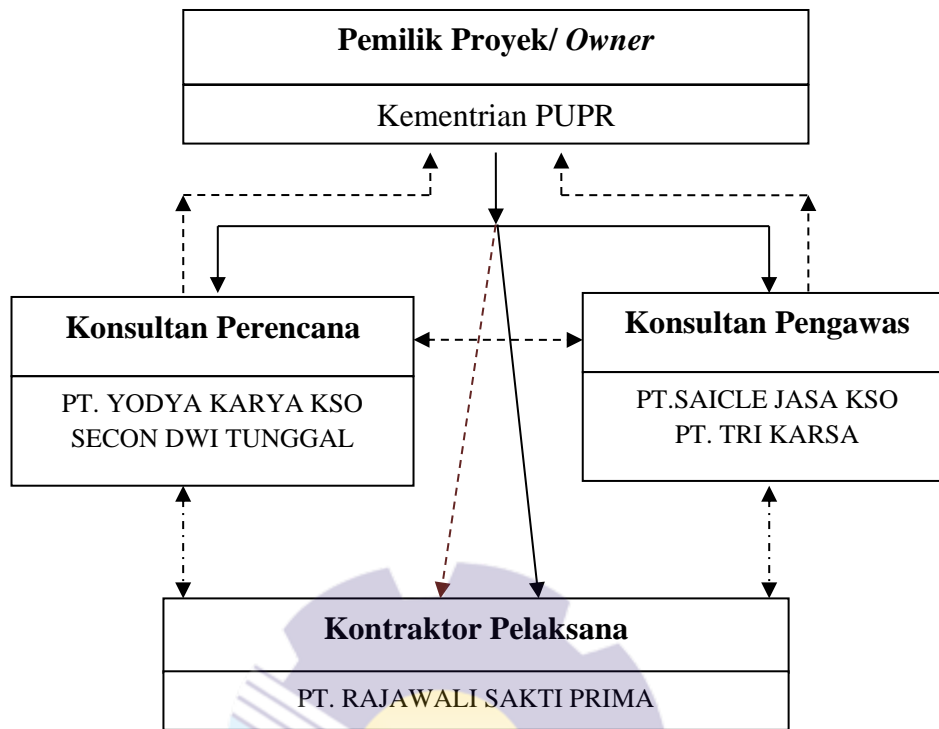 Pemilik Proyek/ Owner
Kementrian PUPR
Konsultan Perencana
PT. YODYA KARYA KSO
SECON DWI TUNGGAL
Konsultan Pengawas
PT.SAICLE JASA KSO
PT. TRI KARSA
Kontraktor Pelaksana
PT. RAJAWALI SAKTI PRIMA